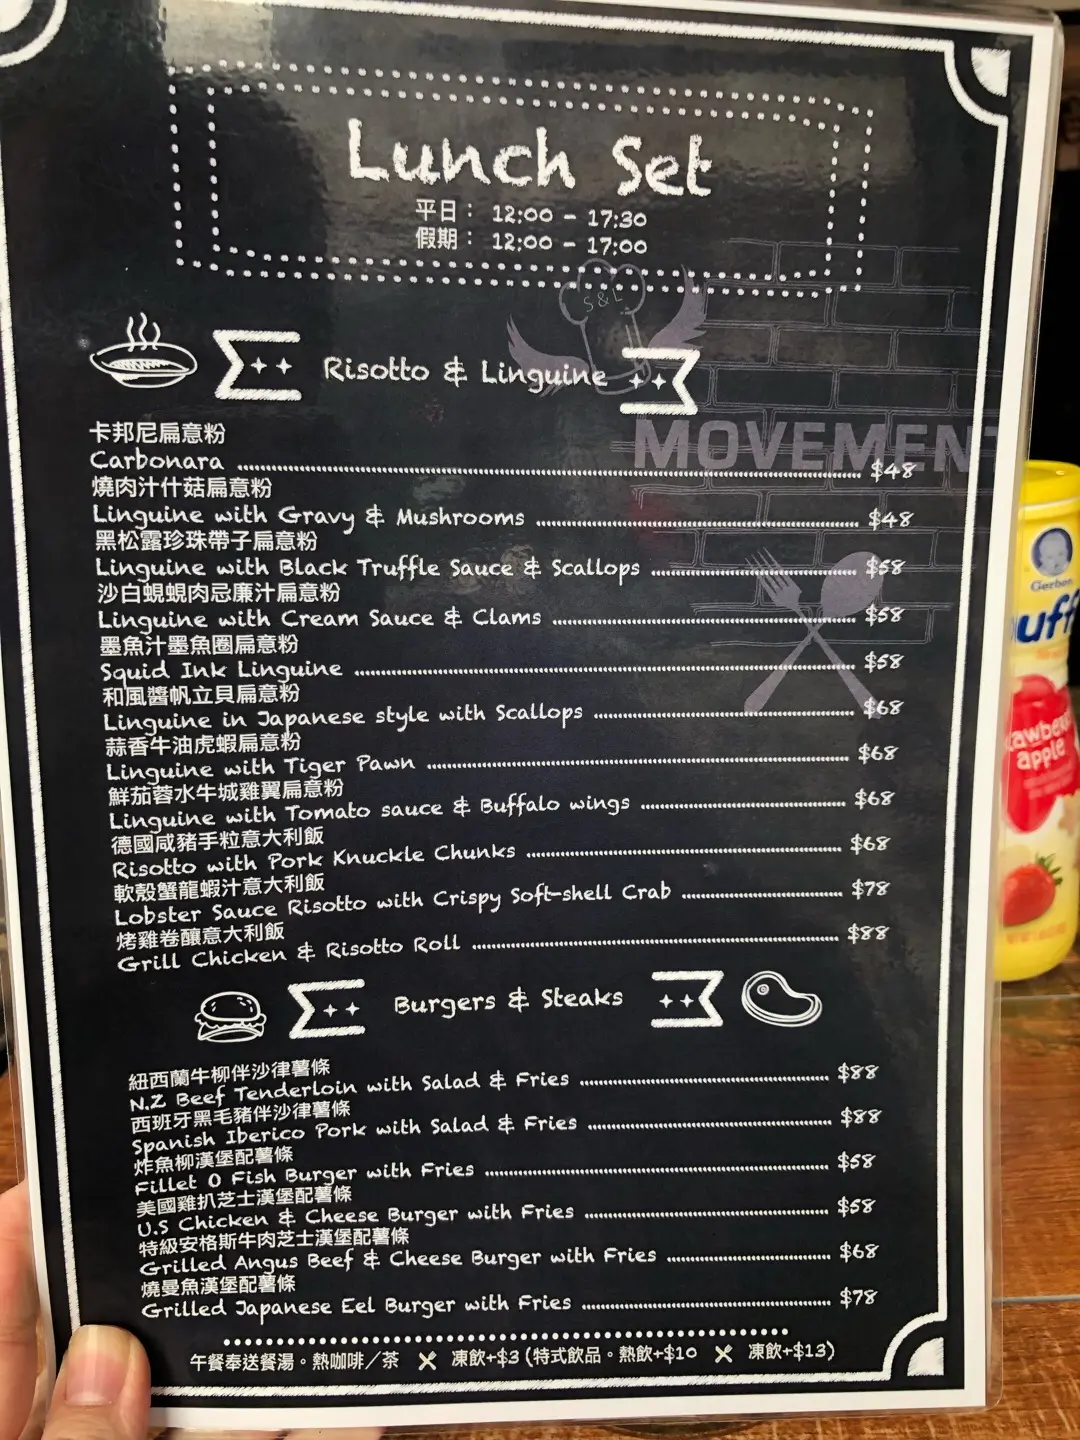 Lunch Set
平日： 12:00 - 17:30
假期： 12:00 - 17:00
S & L
Risotto & Linguine
MOVEMENT
卡邦尼扁意粉
Carbonara $48
燒肉汁什菇扁意粉
Linguine with Gravy & Mushrooms $48
黑松露珍珠帶子扁意粉
Linguine with Black Truffle Sauce & Scallops $58
沙白蜆蜆肉忌廉汁扁意粉
Linguine with Cream Sauce & Clams $58
墨魚汁墨魚圈扁意粉
Squid Ink Linguine $58
和風醬帆立貝扁意粉
Linguine in Japanese style with Scallops $68
蒜香牛油虎蝦扁意粉
Linguine with Tiger Pawn $68
鮮茄蓉水牛城雞翼扁意粉
Linguine with Tomato sauce & Buffalo wings $68
德國咸豬手粒意大利飯
Risotto with Pork Knuckle Chunks $68
軟殼蟹龍蝦汁意大利飯
Lobster Sauce Risotto with Crispy Soft-shell Crab $78
烤雞卷釀意大利飯
Grill Chicken & Risotto Roll $88
Burgers & Steaks
紐西蘭牛柳伴沙律薯條
N.Z Beef Tenderloin with Salad & Fries $88
西班牙黑毛豬伴沙律薯條
Spanish Iberico Pork with Salad & Fries $88
炸魚柳漢堡配薯條
Fillet O Fish Burger with Fries $58
美國雞扒芝士漢堡配薯條
U.S Chicken & Cheese Burger with Fries $58
特級安格斯牛肉芝士漢堡配薯條
Grilled Angus Beef & Cheese Burger with Fries $68
燒曼魚漢堡配薯條
Grilled Japanese Eel Burger with Fries $78
午餐奉送餐湯。熱咖啡／茶 凍飲+$3 (特式飲品。熱飲+$10 凍飲+$13)
Gerber
apple